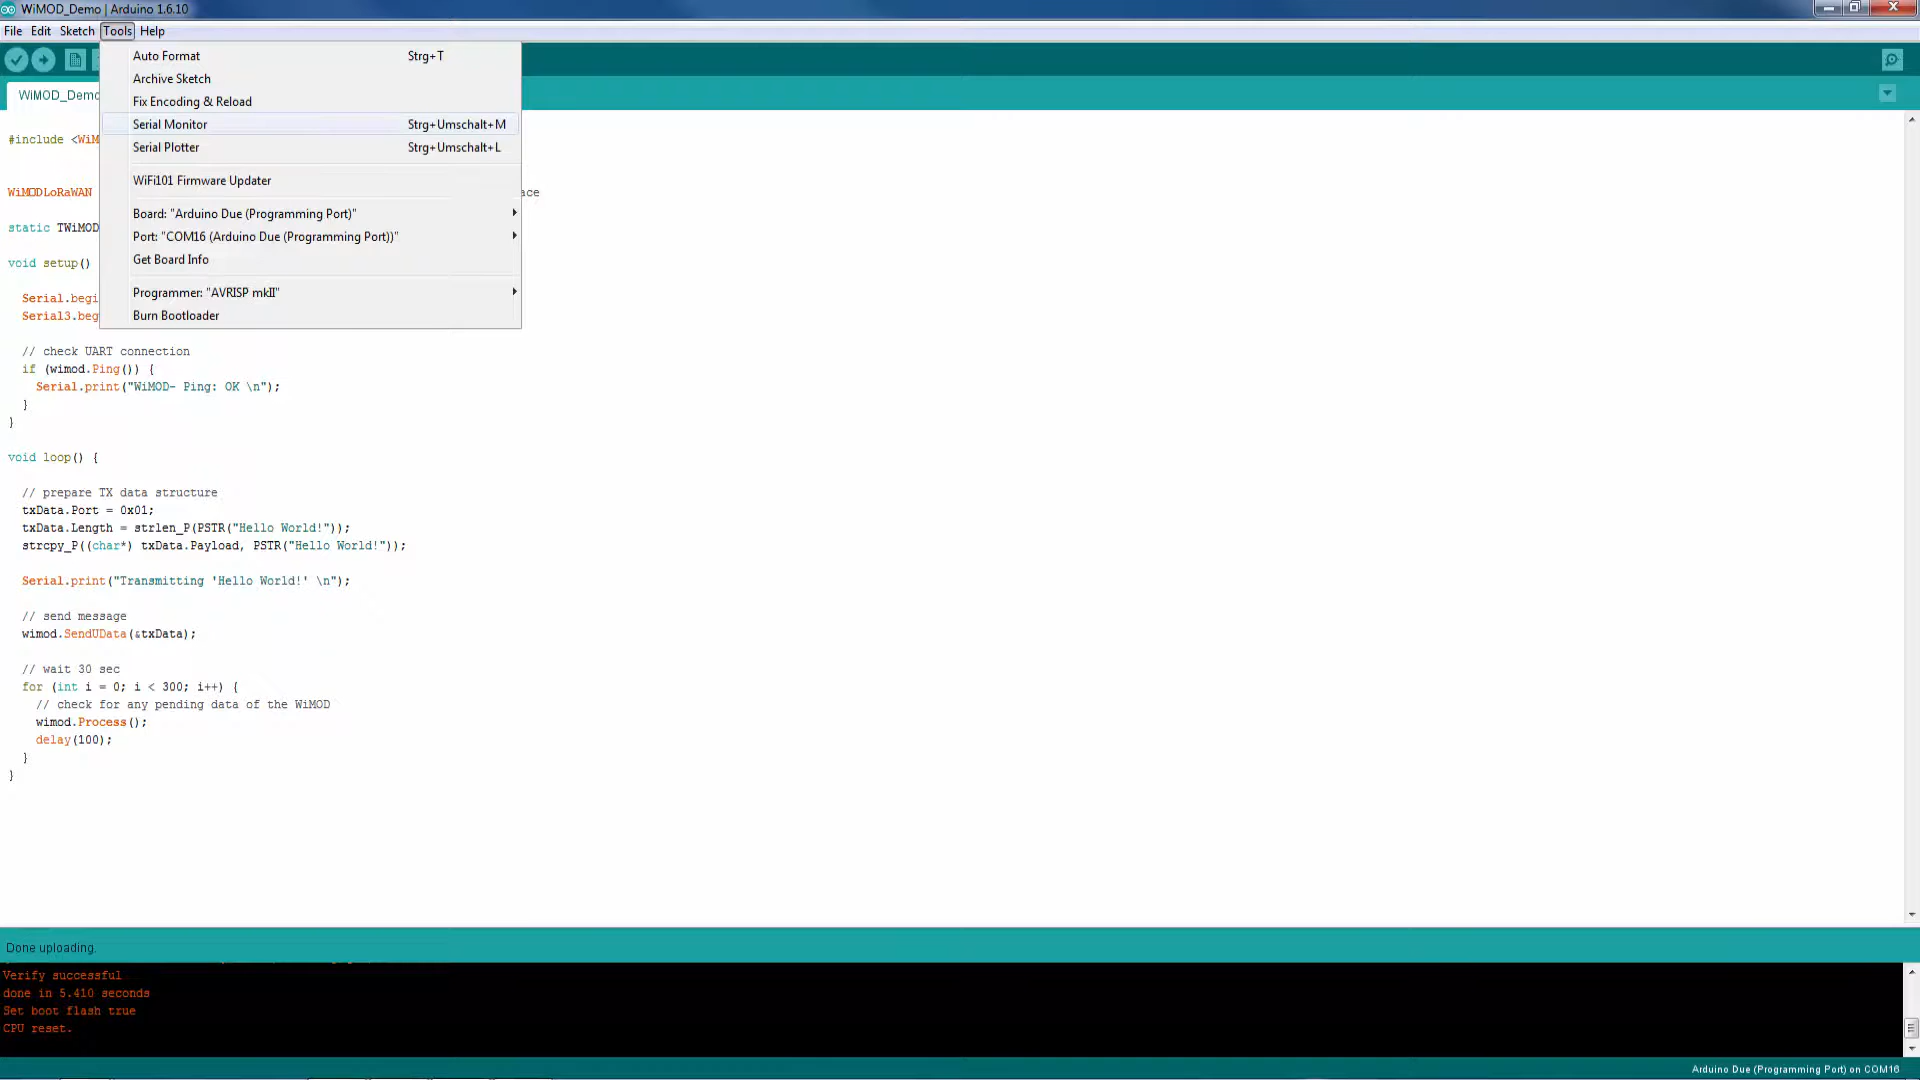 WiMOD_Demo | Arduino 1.6.10
File Edit Sketch Tools Help
Auto Format Strg+T
Archive Sketch
WiMOD_Demo
Fix Encoding & Reload
Serial Monitor Strg+Umschalt+M
#include <WiM
Serial Plotter Strg+Umschalt+L
WiFi101 Firmware Updater
WiMODLoRaWAN ace
Board: "Arduino Due (Programming Port)"
static TWiMOD
Port: "COM16 (Arduino Due (Programming Port))"
void setup()
Get Board Info
Programmer: "AVRISP mkII"
Serial.begi
Serial3.beg
Burn Bootloader
// check UART connection
if (wimod.Ping()) {
Serial.print("WiMOD- Ping: OK \n");
}
}
void loop() {
// prepare TX data structure
txData.Port = 0x01;
txData.Length = strlen_P(PSTR("Hello World!"));
strcpy_P((char*) txData.Payload, PSTR("Hello World!"));
Serial.print("Transmitting 'Hello World!' \n");
// send message
wimod.SendUData(&txData);
// wait 30 sec
for (int i = 0; i < 300; i++) {
// check for any pending data of the WiMOD
wimod.Process();
delay(100);
}
}
Done uploading.
Verify successful
done in 5.410 seconds
Set boot flash true
CPU reset.
Arduino Due (Programming Port) on COM16